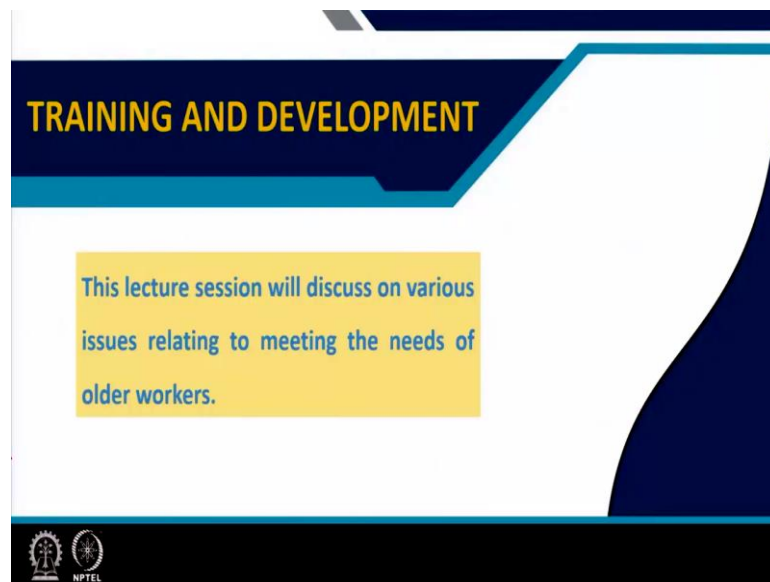 TRAINING AND DEVELOPMENT
This lecture session will discuss on various
issues relating to meeting the needs of
older workers.
NPTEL